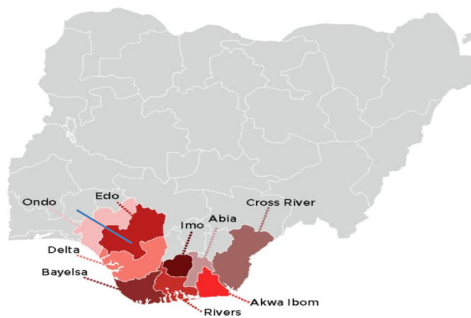 Ondo
Edo
Cross River
Abia
Imo
Delta
Bayelsa
Akwa Ibom
Rivers